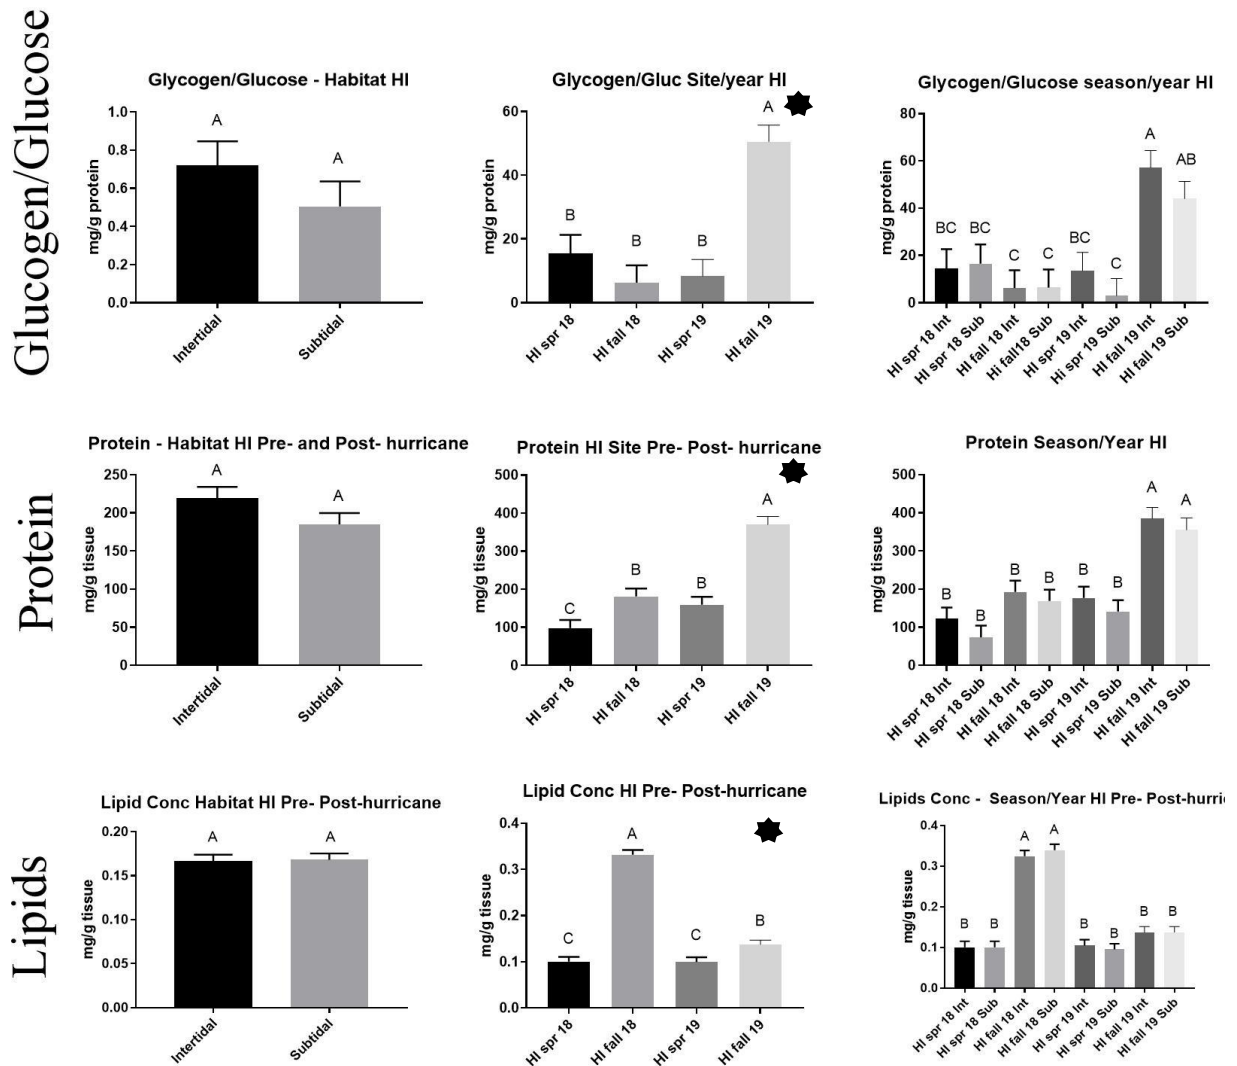 Glucogen/Glucose
Glycogen/Glucose - Habitat HI
mg/g protein
1.0
0.8
0.6
0.4
0.2
0.0
A
A
Intertidal
Subtidal
Glycogen/Gluc Site/year HI
mg/g protein
60
40
20
0
B
B
B
A
HI spr 18
HI fall 18
HI spr 19
HI fall 19
Glycogen/Glucose season/year HI
mg/g protein
80
60
40
20
0
BC
BC
C
C
BC
C
A
AB
HI spr 18 Int
HI spr 18 Sub
HI fall 18 Int
Hi fall18 Sub
HI spr 19 Int
Hi spr 19 Sub
HI fall 19 Int
HI fall 19 Sub
Protein
Protein - Habitat HI Pre- and Post- hurricane
mg/g tissue
250
200
150
100
50
0
A
A
Intertidal
Subtidal
Protein HI Site Pre- Post- hurricane
mg/g tissue
500
400
300
200
100
0
C
B
B
A
HI spr 18
HI fall 18
HI spr 19
HI fall 19
Protein Season/Year HI
mg/g tissue
500
400
300
200
100
0
B
B
B
B
B
B
A
A
HI spr 18 Int
HI spr 18 Sub
HI fall 18 Int
HI fall 18 Sub
HI spr 19 Int
HI spr 19 Sub
HI fall 19 Int
HI fall 19 Sub
Lipids
Lipid Conc Habitat HI Pre- Post-hurricane
mg/g tissue
0.20
0.15
0.10
0.05
0.00
A
A
Intertidal
Subtidal
Lipid Conc HI Pre- Post-hurricane
mg/g tissue
0.4
0.3
0.2
0.1
0.0
C
A
C
B
HI spr 18
HI fall 18
HI spr 19
HI fall 19
Lipids Conc - Season/Year HI Pre- Post-hurri
mg/g tissue
0.4
0.3
0.2
0.1
0.0
B
B
A
A
B
B
B
B
HI spr 18 Int
HI spr 18 Sub
HI fall 18 Int
HI fall 18 Sub
HI spr 19 Int
HI spr 19 Sub
HI fall 19 Int
HI fall 19 Sub